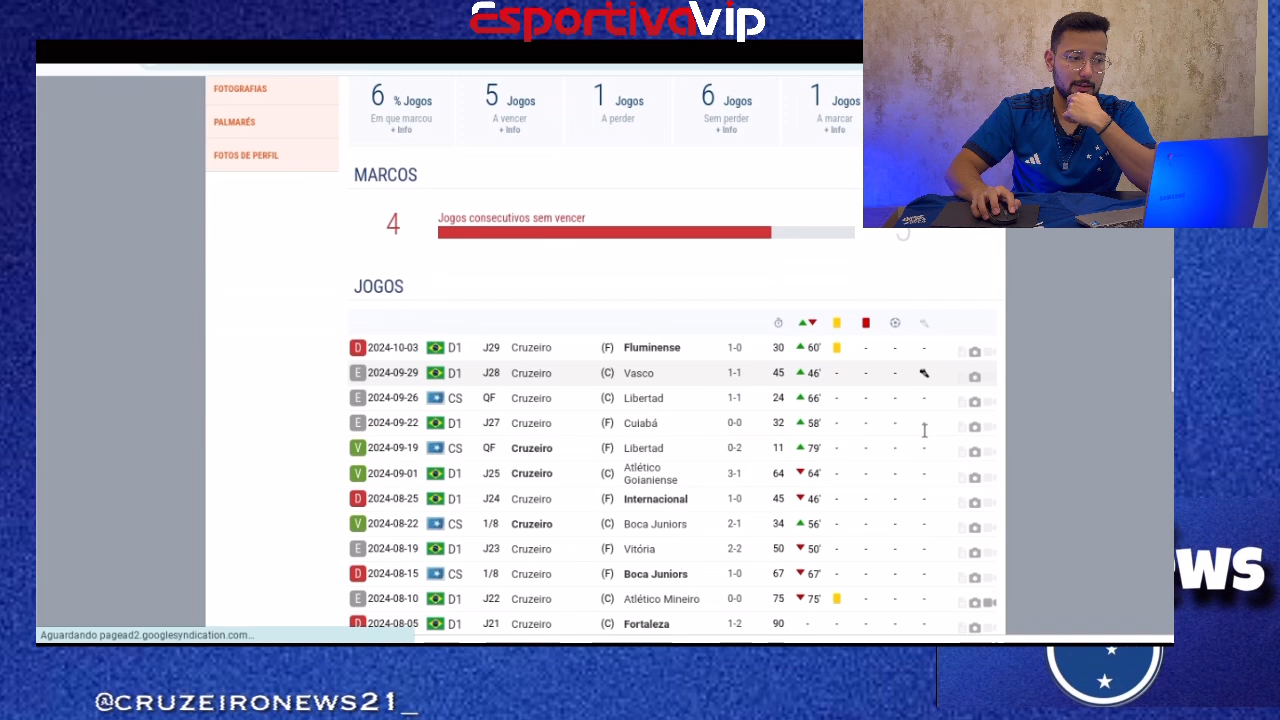 EsportivaVip
FOTOGRAFIAS
PALMARÉS
FOTOS DE PERFIL
6 % Jogos
Em que marcou
+ Info
5 Jogos
A vencer
+ Info
1 Jogos
A perder
6 Jogos
Sem perder
+ Info
1 Jogos
A marcar
+ Info
MARCOS
4 Jogos consecutivos sem vencer
JOGOS
D 2024-10-03 D1 J29 Cruzeiro (F) Fluminense 1-0 30 60' - - -
E 2024-09-29 D1 J28 Cruzeiro (C) Vasco 1-1 45 46' - - -
E 2024-09-26 CS QF Cruzeiro (C) Libertad 1-1 24 66' - - - -
E 2024-09-22 D1 J27 Cruzeiro (F) Cuiabá 0-0 32 58' - - - -
V 2024-09-19 CS QF Cruzeiro (F) Libertad 0-2 11 79' - - - -
V 2024-09-01 D1 J25 Cruzeiro (C) Atlético Goianiense 3-1 64 64' - - - -
D 2024-08-25 D1 J24 Cruzeiro (F) Internacional 1-0 45 46' - - - -
V 2024-08-22 CS 1/8 Cruzeiro (C) Boca Juniors 2-1 34 56' - - - -
E 2024-08-19 D1 J23 Cruzeiro (F) Vitória 2-2 50 50' - - - -
D 2024-08-15 CS 1/8 Cruzeiro (F) Boca Juniors 1-0 67 67' - - - -
E 2024-08-10 D1 J22 Cruzeiro (C) Atlético Mineiro 0-0 75 75' - - -
D 2024-08-05 D1 J21 Cruzeiro (C) Fortaleza 1-2 90 - - - - -
Aguardando pagead2.googlesyndication.com...
SAMSUNG
WS
@CRUZEIRONEWS21_